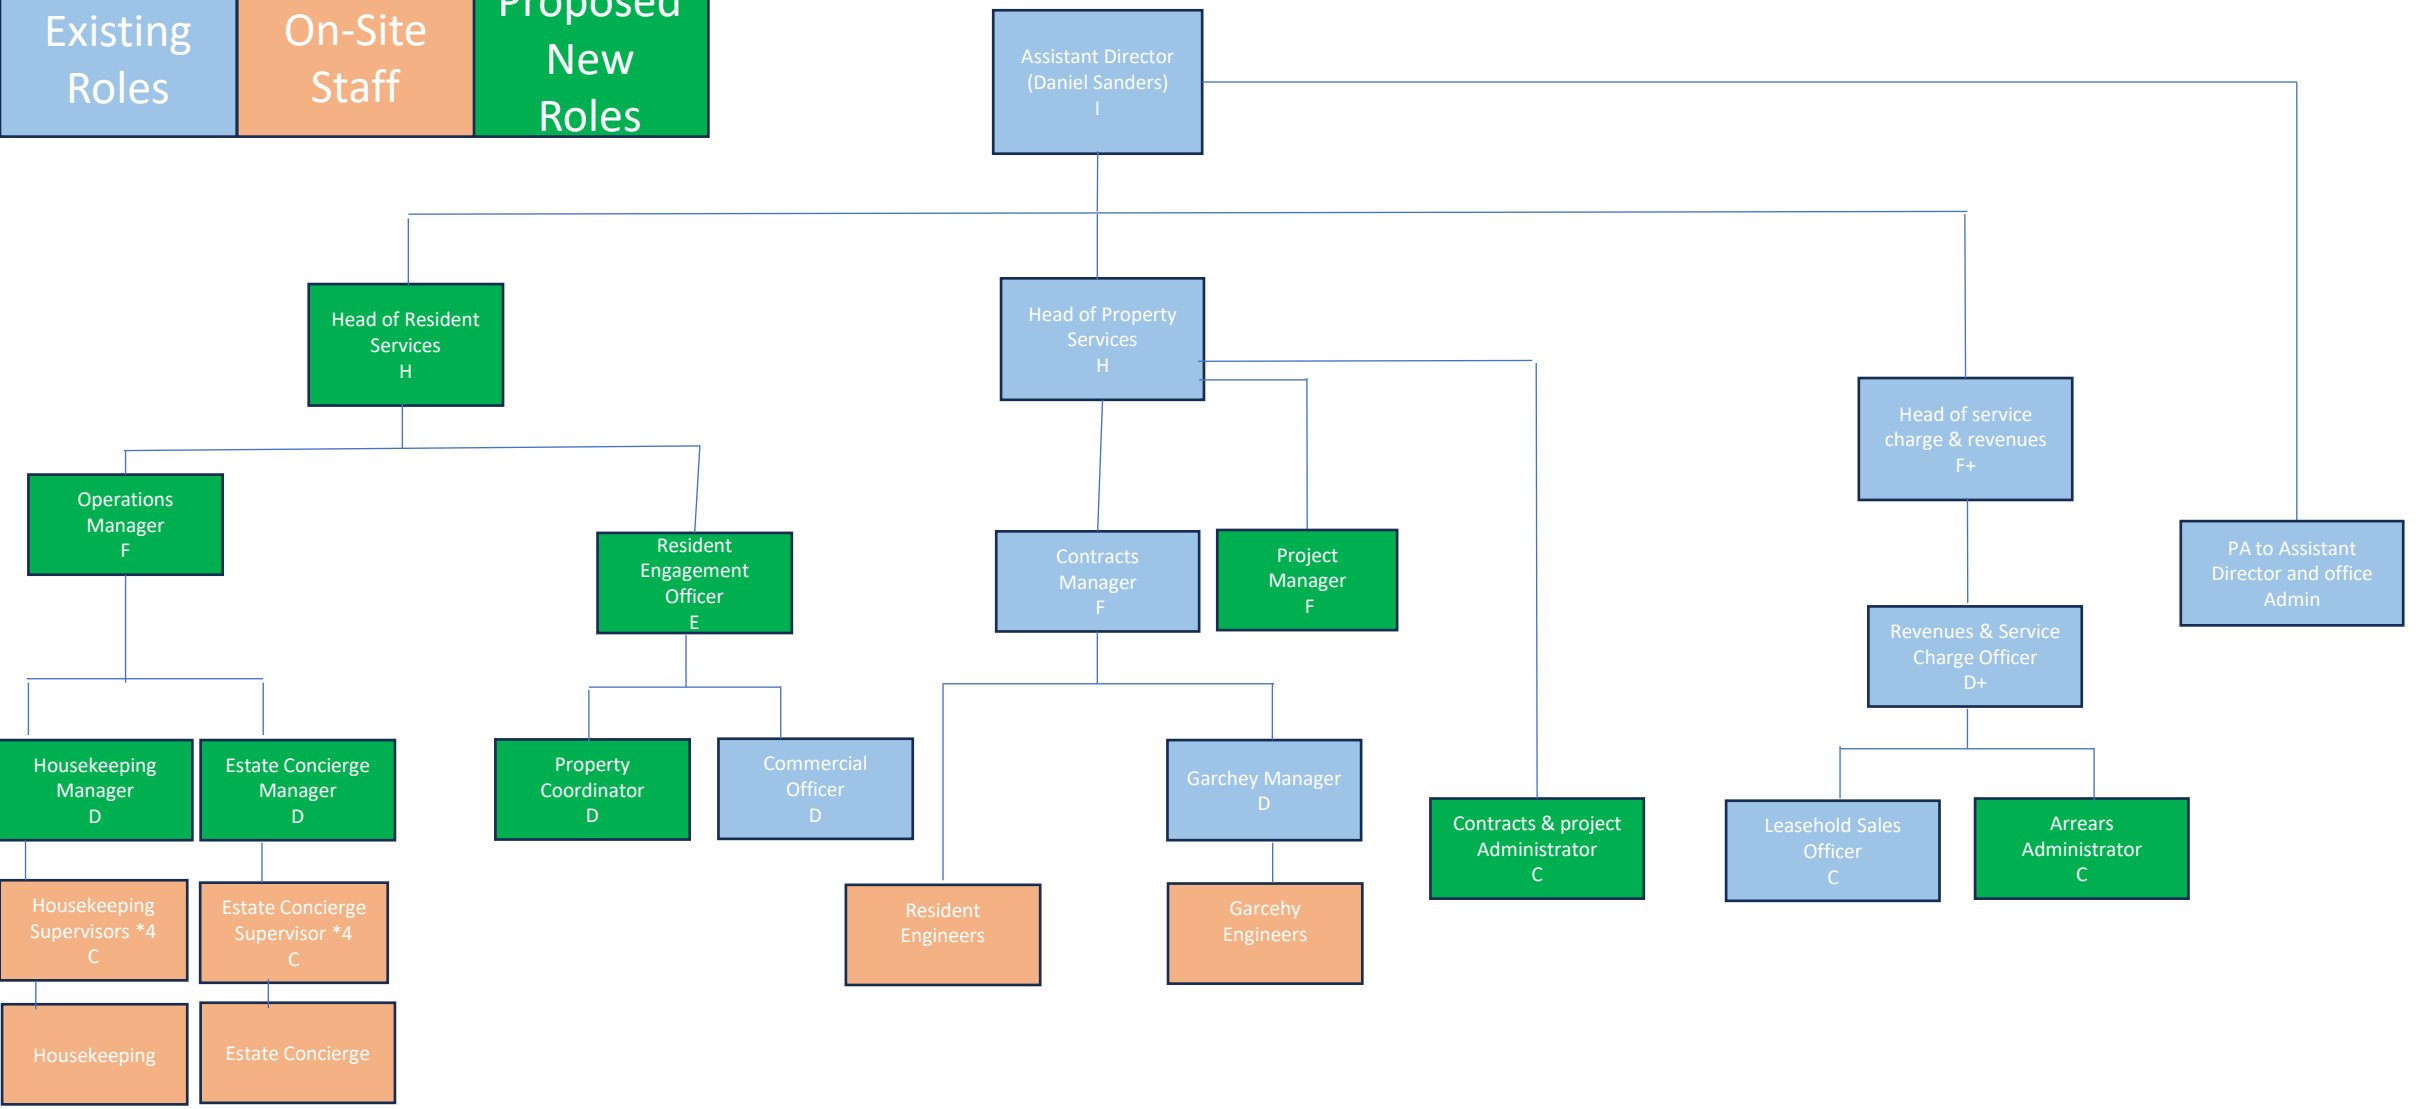 Existing
Roles
On-Site
Staff
Proposed
New
Roles
Assistant Director
(Daniel Sanders)
I
Head of Resident
Services
H
Head of Property
Services
H
Head of service
charge & revenues
F+
Operations
Manager
F
Resident
Engagement
Officer
E
Contracts
Manager
F
Project
Manager
F
PA to Assistant
Director and office
Admin
Revenues & Service
Charge Officer
D+
Housekeeping
Manager
D
Estate Concierge
Manager
D
Property
Coordinator
D
Commercial
Officer
D
Garchey Manager
D
Contracts & project
Administrator
C
Leasehold Sales
Officer
C
Arrears
Administrator
C
Housekeeping
Supervisors *4
C
Estate Concierge
Supervisor *4
C
Resident
Engineers
Garcehy
Engineers
Housekeeping
Estate Concierge